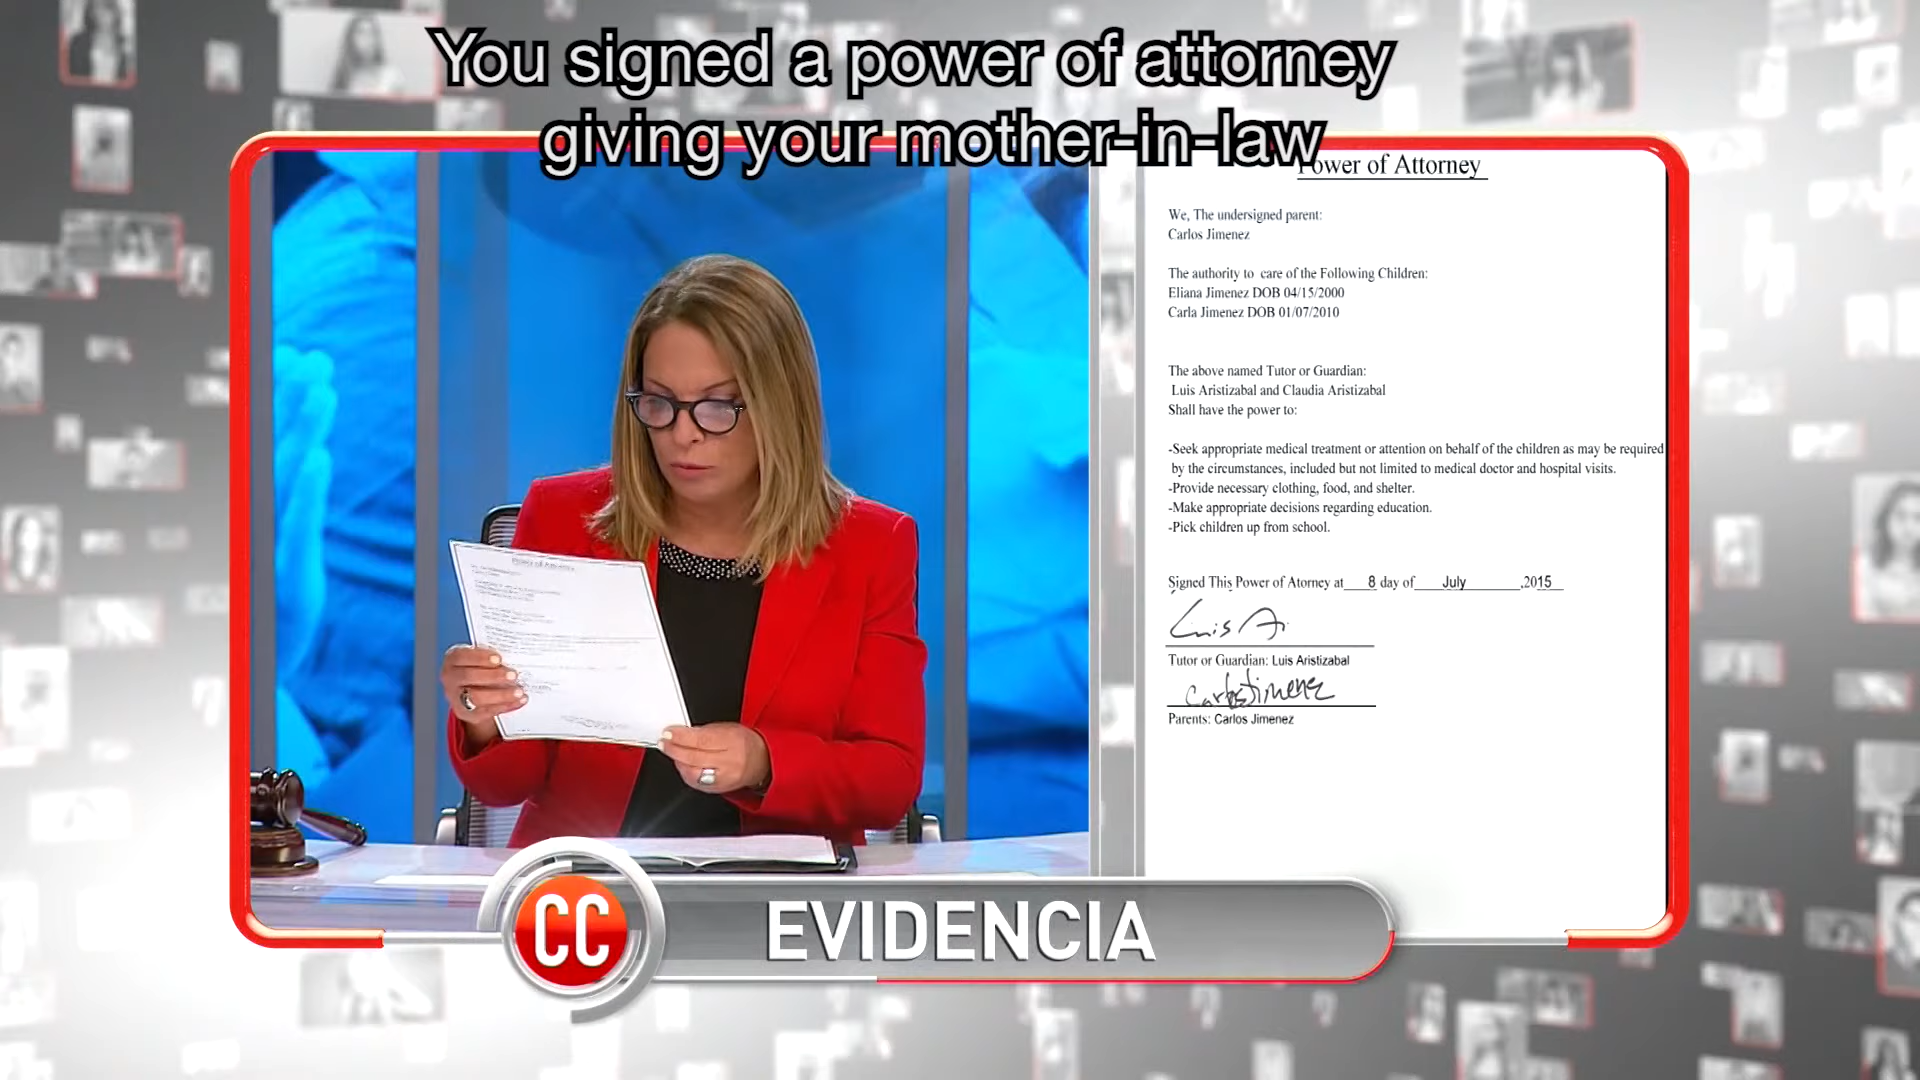 You signed a power of attorney
giving your mother-in-law
ower of Attorney
We, The undersigned parent:
Carlos Jimenez
The authority to care of the Following Children:
Eliana Jimenez DOB 04/15/2000
Carla Jimenez DOB 01/07/2010
The above named Tutor or Guardian:
Luis Aristizabal and Claudia Aristizabal
Shall have the power to:
-Seek appropriate medical treatment or attention on behalf of the children as may be required
by the circumstances, included but not limited to medical doctor and hospital visits.
-Provide necessary clothing, food, and shelter.
-Make appropriate decisions regarding education.
-Pick children up from school.
Signed This Power of Attorney at 8 day of July ,2015
Luis A.
Tutor or Guardian: Luis Aristizabal
Carlos Jimenez
Parents: Carlos Jimenez
Power of Attorney
CC EVIDENCIA